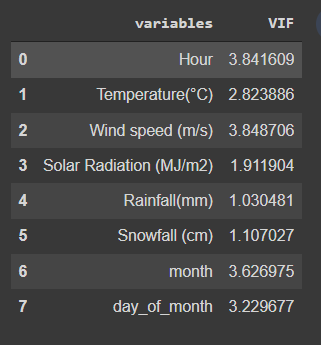 variables VIF
0 Hour 3.841609
1 Temperature(°C) 2.823886
2 Wind speed (m/s) 3.848706
3 Solar Radiation (MJ/m2) 1.911904
4 Rainfall(mm) 1.030481
5 Snowfall (cm) 1.107027
6 month 3.626975
7 day_of_month 3.229677